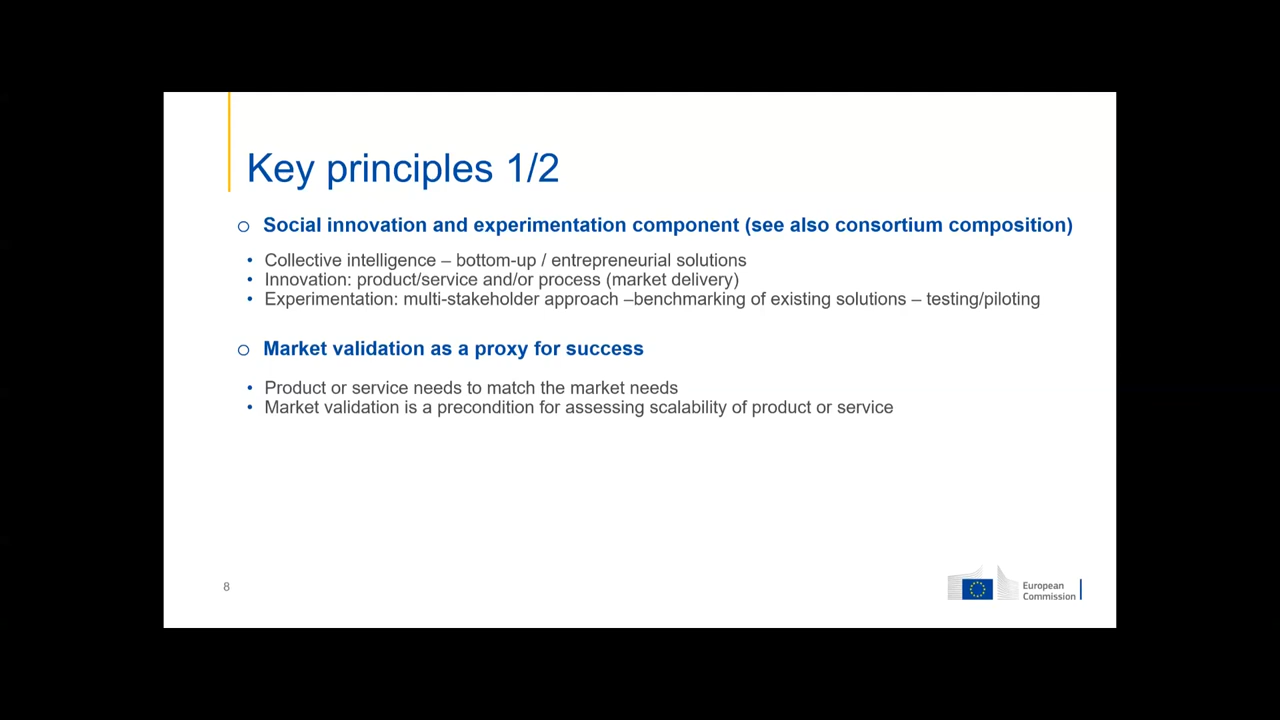 Key principles 1/2
o Social innovation and experimentation component (see also consortium composition)
• Collective intelligence – bottom-up / entrepreneurial solutions
• Innovation: product/service and/or process (market delivery)
• Experimentation: multi-stakeholder approach –benchmarking of existing solutions – testing/piloting
o Market validation as a proxy for success
• Product or service needs to match the market needs
• Market validation is a precondition for assessing scalability of product or service
8
European
Commission